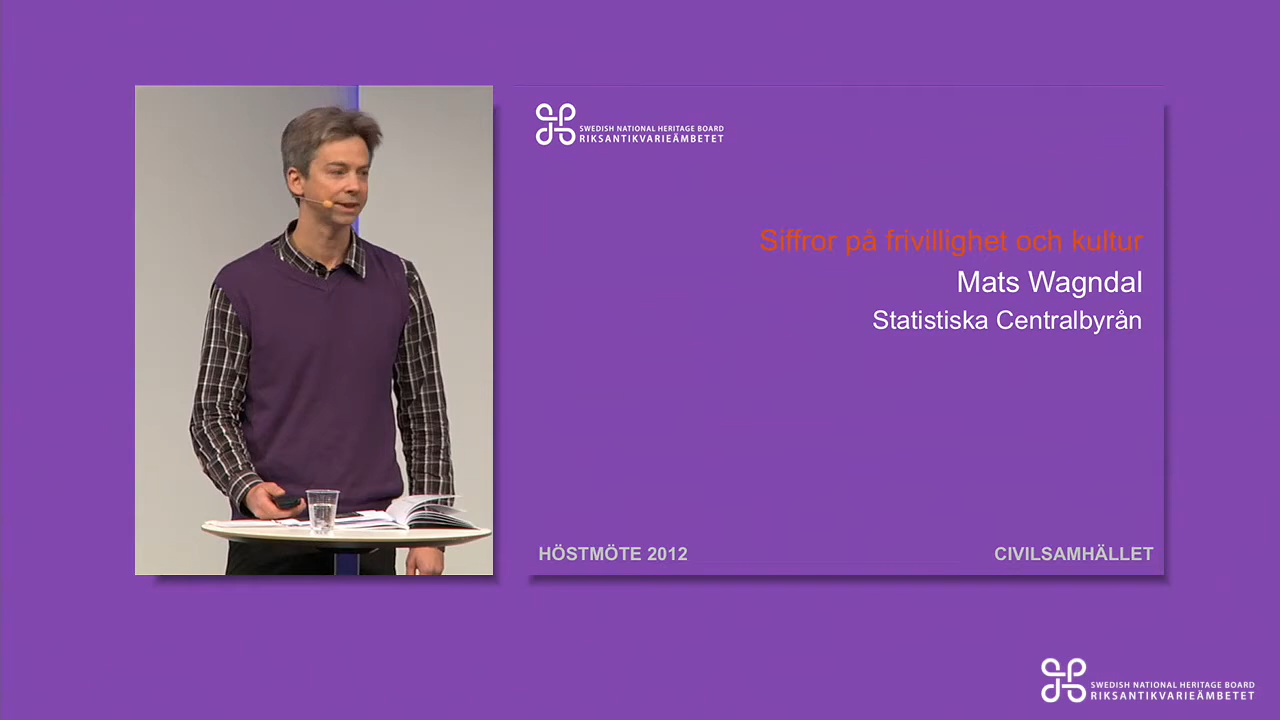 SWEDISH NATIONAL HERITAGE BOARD
RIKSANTIKVARIEÄMBETET
Siffror på frivillighet och kultur
Mats Wagndal
Statistiska Centralbyrån
HÖSTMÖTE 2012
CIVILSAMHÄLLET
SWEDISH NATIONAL HERITAGE BOARD
RIKSANTIKVARIEÄMBETET